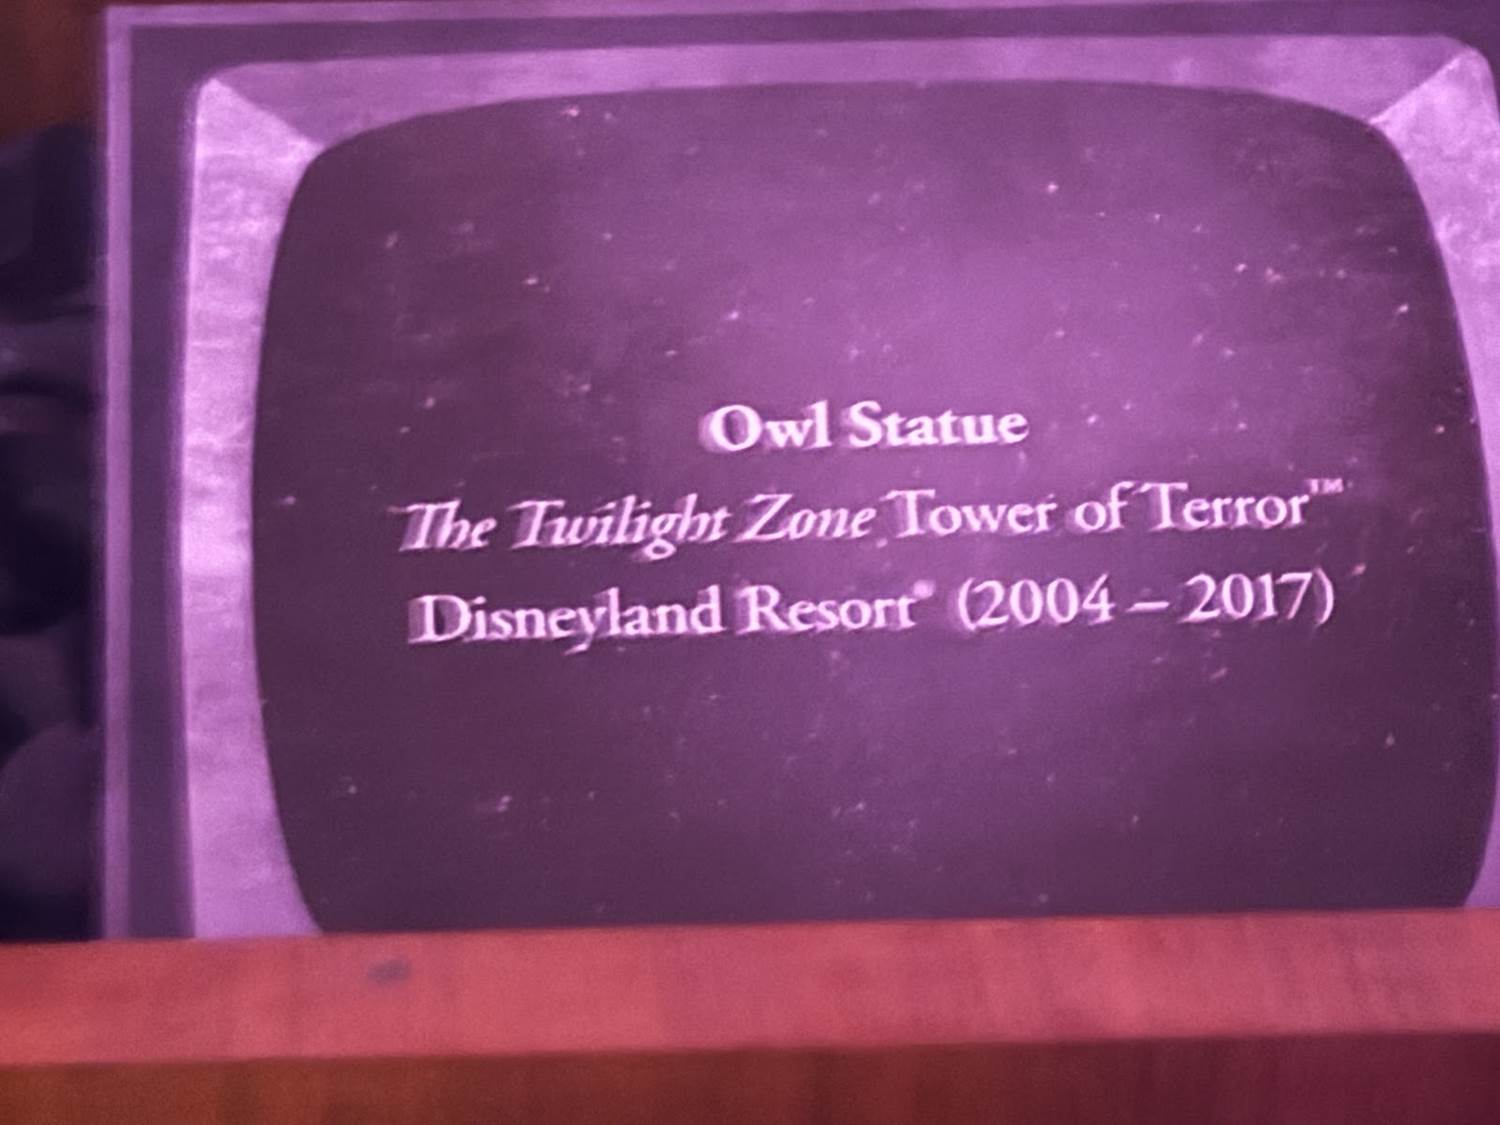 Owl Statue
The Twilight Zone Tower of Terror™
Disneyland Resort® (2004 – 2017)